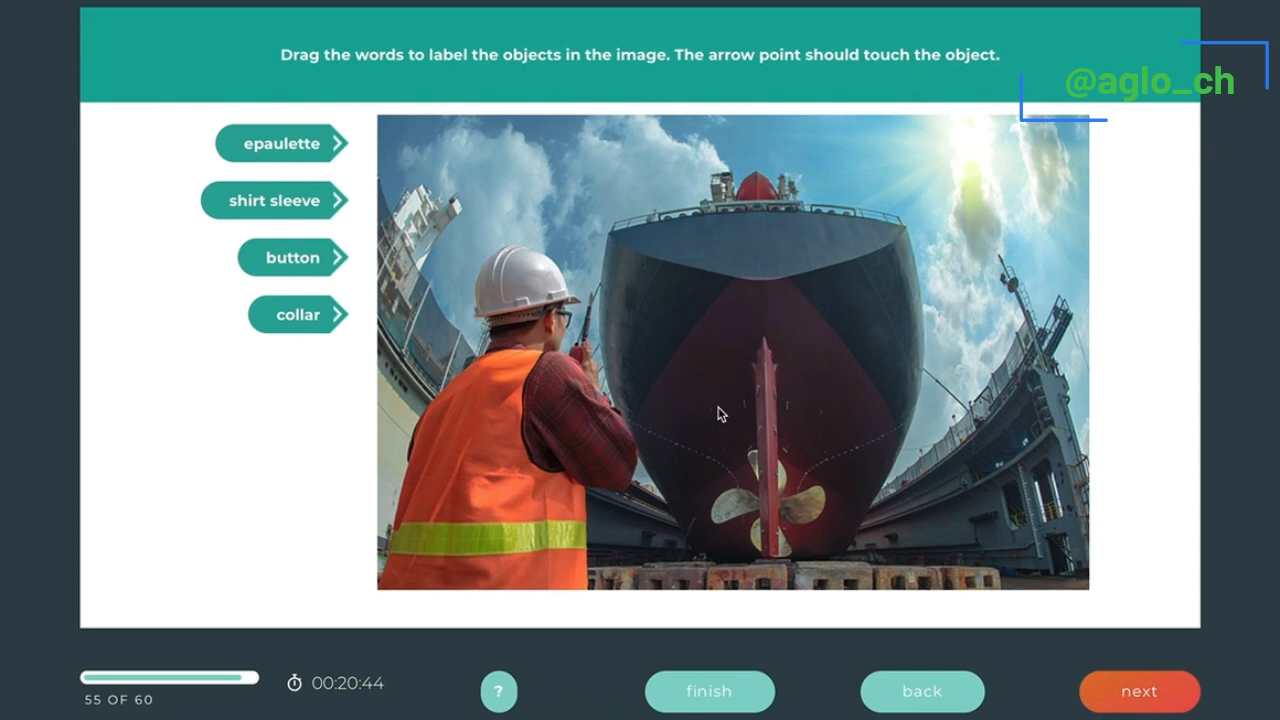 Drag the words to label the objects in the image. The arrow point should touch the object.
@aglo_ch
epaulette
shirt sleeve
button
collar
55 OF 60
00:20:44
?
finish
back
next